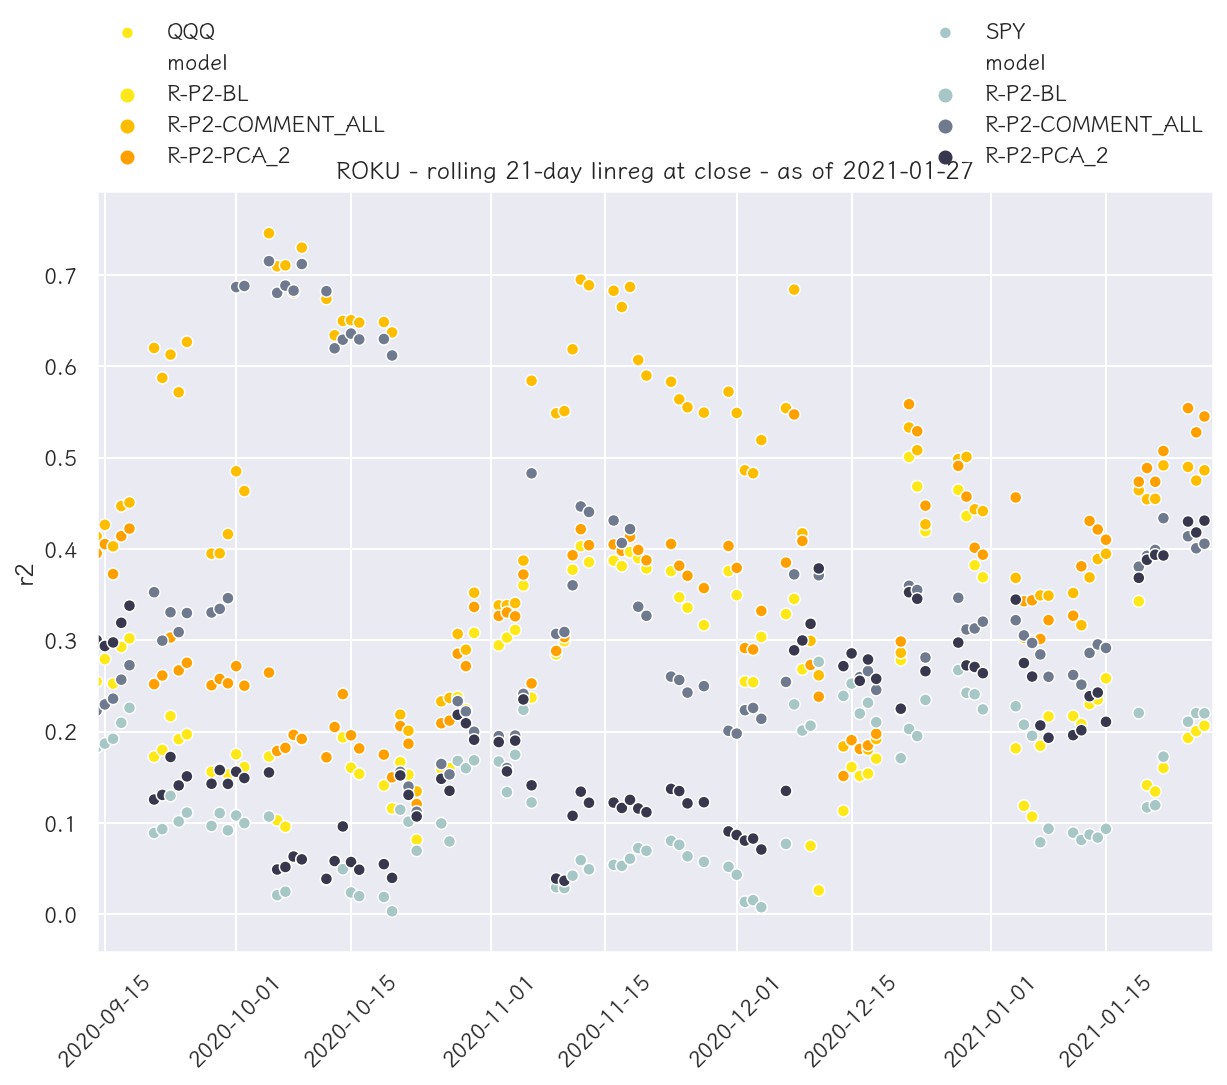 QQQ
model
R-P2-BL
R-P2-COMMENT_ALL
R-P2-PCA_2
SPY
model
R-P2-BL
R-P2-COMMENT_ALL
R-P2-PCA_2
ROKU - rolling 21-day linreg at close - as of 2021-01-27
r2
0.7
0.6
0.5
0.4
0.3
0.2
0.1
0.0
2020-09-15
2020-10-01
2020-10-15
2020-11-01
2020-11-15
2020-12-01
2020-12-15
2021-01-01
2021-01-15